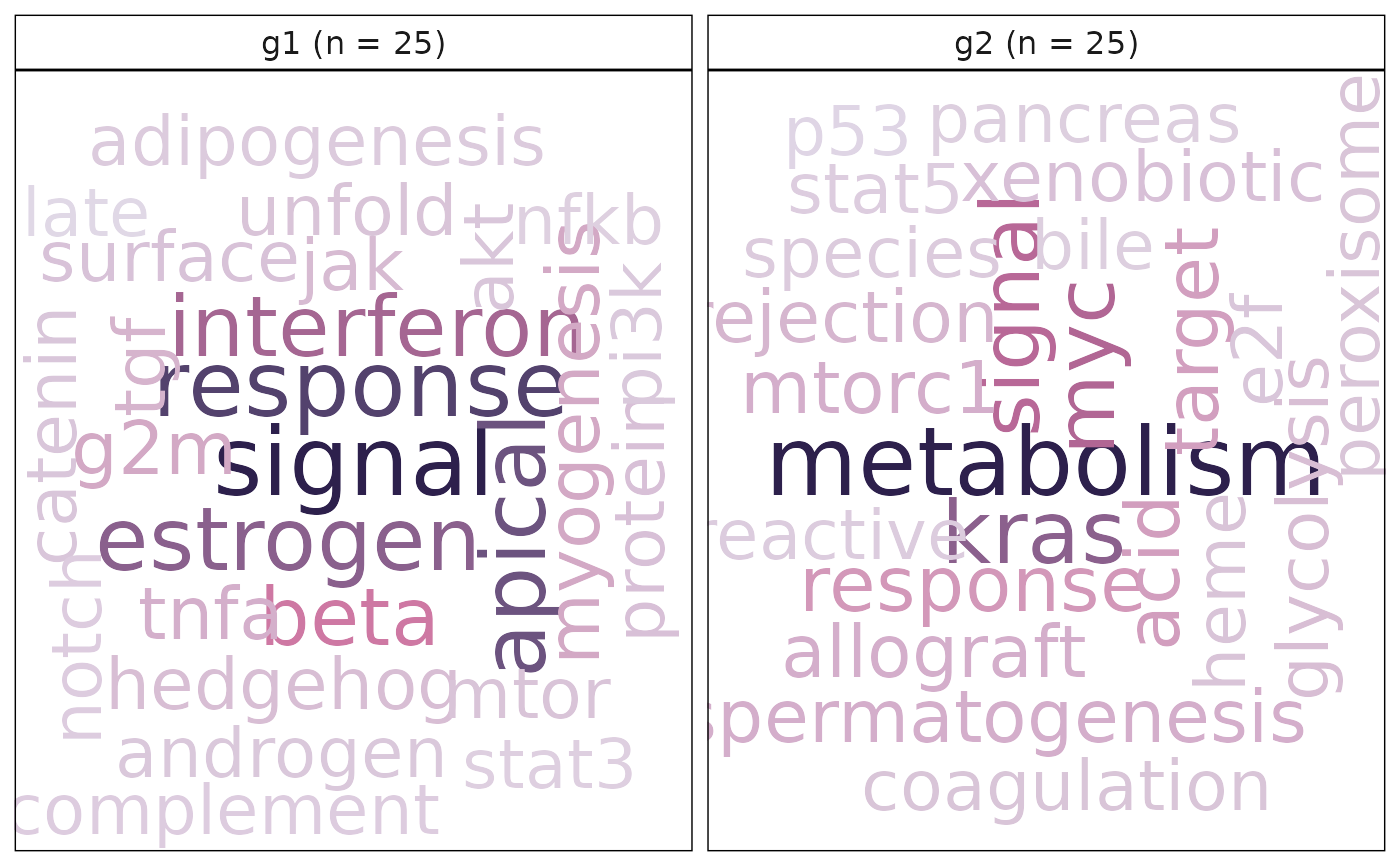 g1 (n = 25)
adipogenesis
late
unfold
nfkb
akt
surface
jak
pi3k
interferon
myogenesis
tgf
catenin
response
g2m
signal
apical
protein
estrogen
notch
tnfa
beta
hedgehog
mtor
androgen
stat3
complement
g2 (n = 25)
p53
pancreas
peroxisome
stat5
xenobiotic
signal
species
bile
target
rejection
myc
e2f
mtorc1
glycolysis
metabolism
kras
reactive
acid
heme
response
allograft
spermatogenesis
coagulation